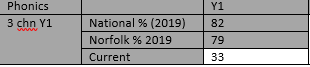 Phonics Y1
3 chn Y1 National % (2019) 82
Norfolk % 2019 79
Current 33